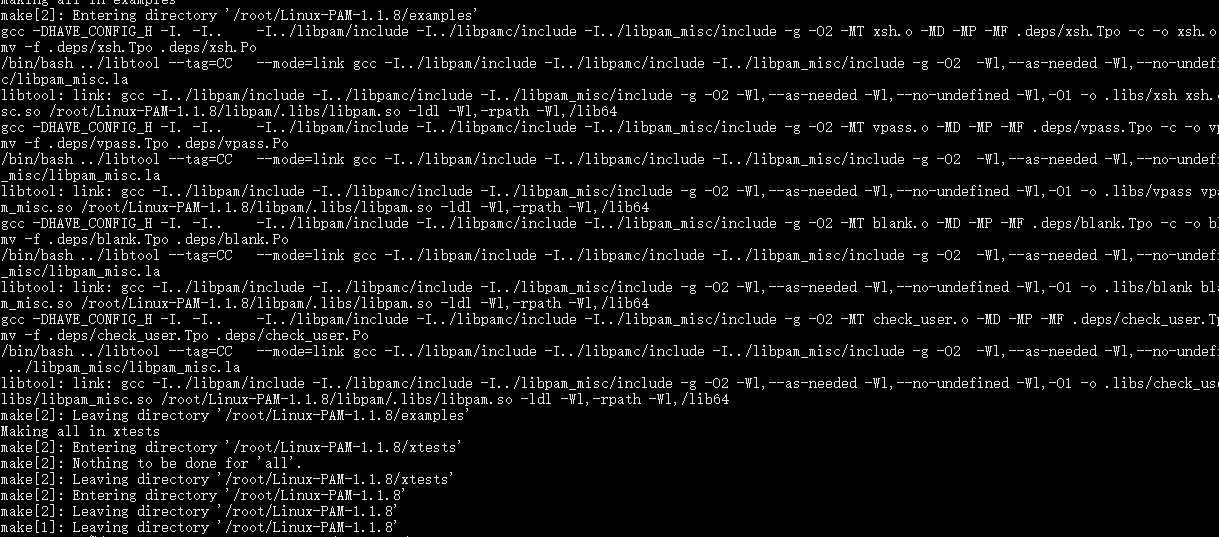 making all in examples
make[2]: Entering directory '/root/Linux-PAM-1.1.8/examples'
gcc -DHAVE_CONFIG_H -I. -I..    -I../libpam/include -I../libpamc/include -I../libpam_misc/include -g -O2 -MT xsh.o -MD -MP -MF .deps/xsh.Tpo -c -o xsh.o
mv -f .deps/xsh.Tpo .deps/xsh.Po
/bin/bash ../libtool --tag=CC   --mode=link gcc -I../libpam/include -I../libpamc/include -I../libpam_misc/include -g -O2  -Wl,--as-needed -Wl,--no-undef
c/libpam_misc.la
libtool: link: gcc -I../libpam/include -I../libpamc/include -I../libpam_misc/include -g -O2 -Wl,--as-needed -Wl,--no-undefined -Wl,-O1 -o .libs/xsh xsh.
sc.so /root/Linux-PAM-1.1.8/libpam/.libs/libpam.so -ldl -Wl,-rpath -Wl,/lib64
gcc -DHAVE_CONFIG_H -I. -I..    -I../libpam/include -I../libpamc/include -I../libpam_misc/include -g -O2 -MT vpass.o -MD -MP -MF .deps/vpass.Tpo -c -o vp
mv -f .deps/vpass.Tpo .deps/vpass.Po
/bin/bash ../libtool --tag=CC   --mode=link gcc -I../libpam/include -I../libpamc/include -I../libpam_misc/include -g -O2  -Wl,--as-needed -Wl,--no-undef
_misc/libpam_misc.la
libtool: link: gcc -I../libpam/include -I../libpamc/include -I../libpam_misc/include -g -O2 -Wl,--as-needed -Wl,--no-undefined -Wl,-O1 -o .libs/vpass vpa
m_misc.so /root/Linux-PAM-1.1.8/libpam/.libs/libpam.so -ldl -Wl,-rpath -Wl,/lib64
gcc -DHAVE_CONFIG_H -I. -I..    -I../libpam/include -I../libpamc/include -I../libpam_misc/include -g -O2 -MT blank.o -MD -MP -MF .deps/blank.Tpo -c -o bl
mv -f .deps/blank.Tpo .deps/blank.Po
/bin/bash ../libtool --tag=CC   --mode=link gcc -I../libpam/include -I../libpamc/include -I../libpam_misc/include -g -O2  -Wl,--as-needed -Wl,--no-undef
_misc/libpam_misc.la
libtool: link: gcc -I../libpam/include -I../libpamc/include -I../libpam_misc/include -g -O2 -Wl,--as-needed -Wl,--no-undefined -Wl,-O1 -o .libs/blank bla
m_misc.so /root/Linux-PAM-1.1.8/libpam/.libs/libpam.so -ldl -Wl,-rpath -Wl,/lib64
gcc -DHAVE_CONFIG_H -I. -I..    -I../libpam/include -I../libpamc/include -I../libpam_misc/include -g -O2 -MT check_user.o -MD -MP -MF .deps/check_user.Tp
mv -f .deps/check_user.Tpo .deps/check_user.Po
/bin/bash ../libtool --tag=CC   --mode=link gcc -I../libpam/include -I../libpamc/include -I../libpam_misc/include -g -O2  -Wl,--as-needed -Wl,--no-undef
 ../libpam_misc/libpam_misc.la
libtool: link: gcc -I../libpam/include -I../libpamc/include -I../libpam_misc/include -g -O2 -Wl,--as-needed -Wl,--no-undefined -Wl,-O1 -o .libs/check_use
libs/libpam_misc.so /root/Linux-PAM-1.1.8/libpam/.libs/libpam.so -ldl -Wl,-rpath -Wl,/lib64
make[2]: Leaving directory '/root/Linux-PAM-1.1.8/examples'
Making all in xtests
make[2]: Entering directory '/root/Linux-PAM-1.1.8/xtests'
make[2]: Nothing to be done for 'all'.
make[2]: Leaving directory '/root/Linux-PAM-1.1.8/xtests'
make[2]: Entering directory '/root/Linux-PAM-1.1.8'
make[2]: Leaving directory '/root/Linux-PAM-1.1.8'
make[1]: Leaving directory '/root/Linux-PAM-1.1.8'